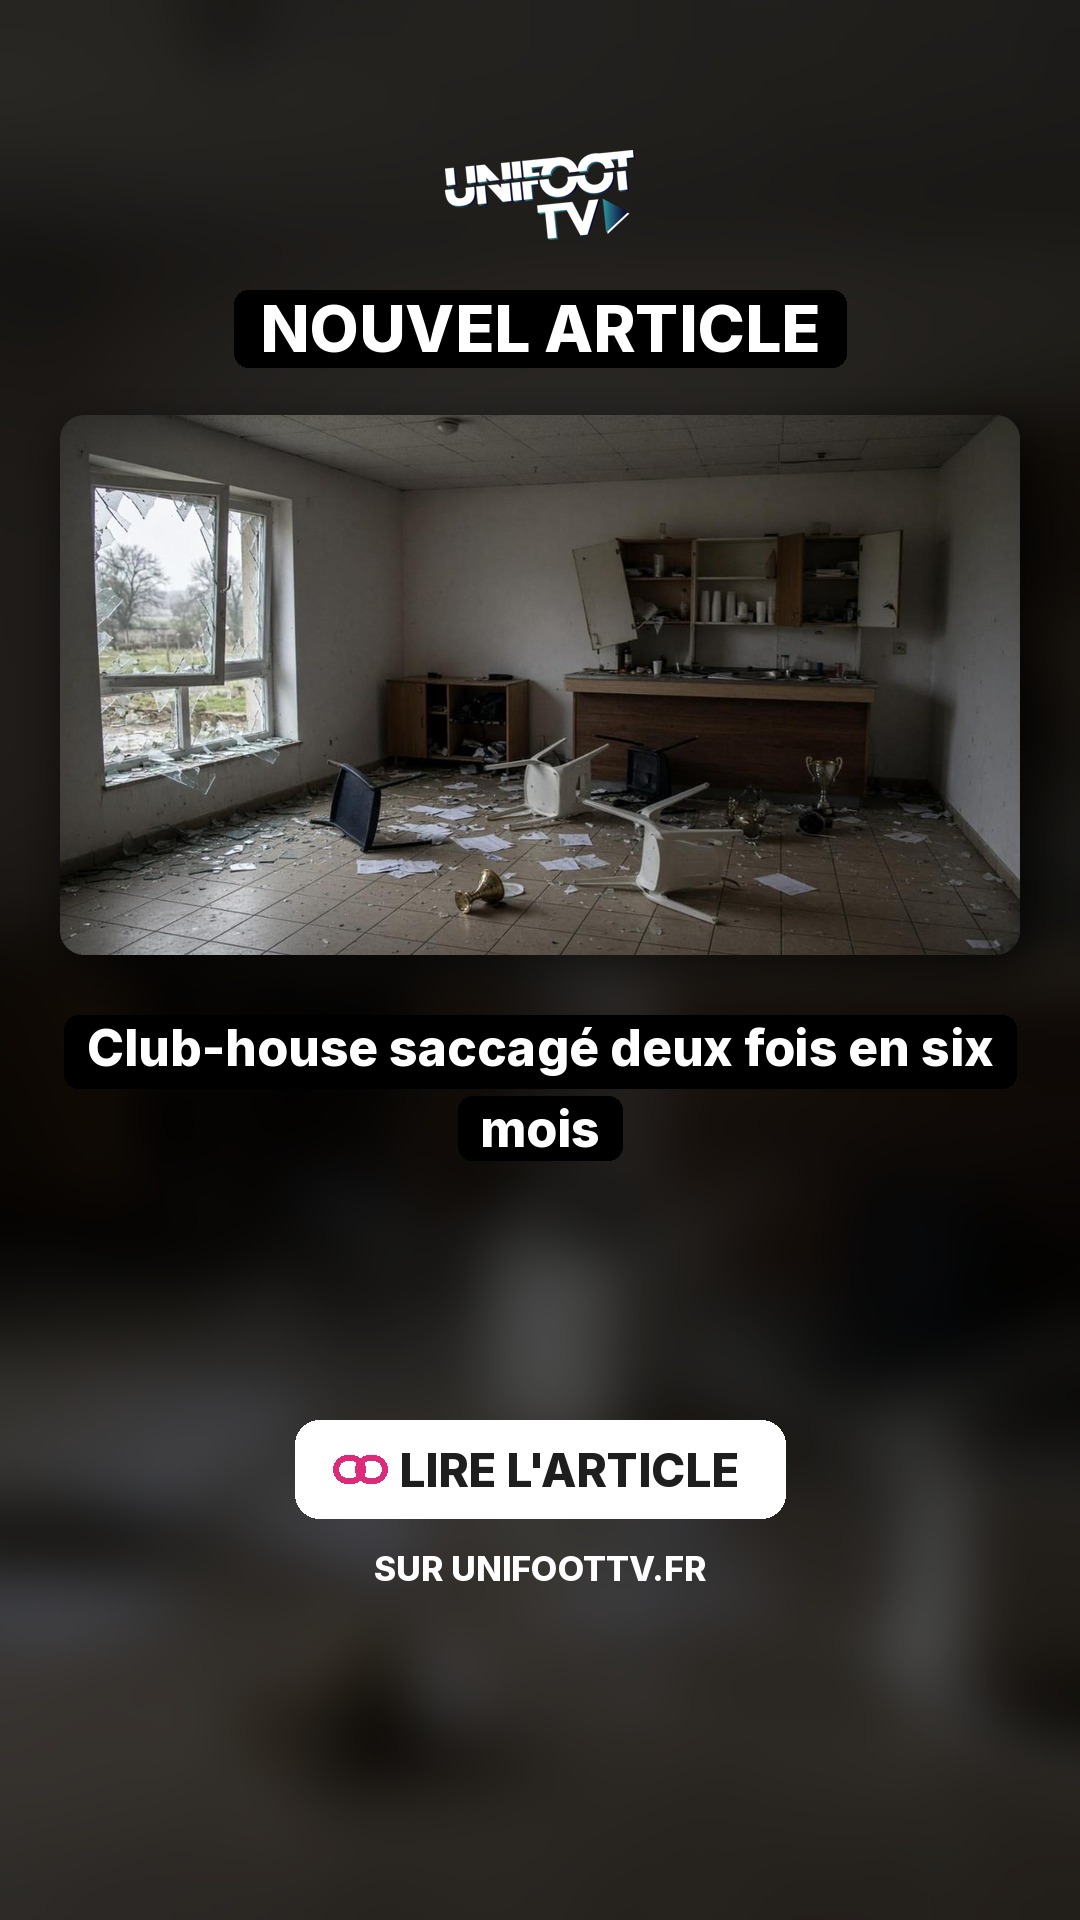 UNIFOOT
TV
NOUVEL ARTICLE
Club-house saccagé deux fois en six
mois
LIRE L'ARTICLE
SUR UNIFOOTTV.FR